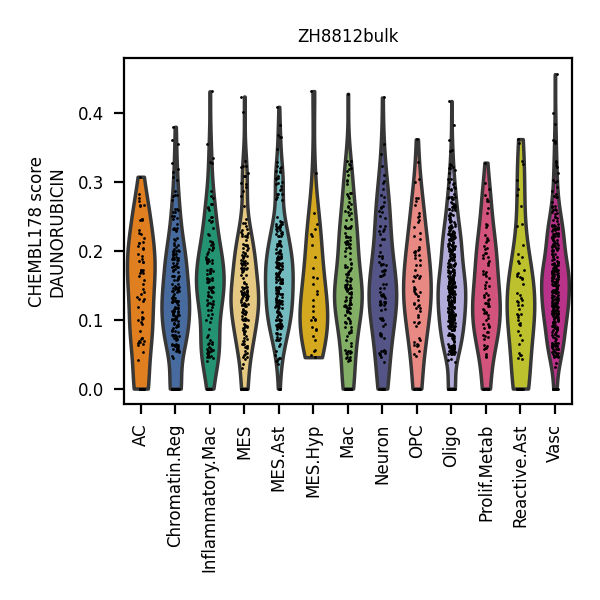 ZH8812bulk
CHEMBL178 score
DAUNORUBICIN
0.4
0.3
0.2
0.1
0.0
AC
Chromatin.Reg
Inflammatory.Mac
MES
MES.Ast
MES.Hyp
Mac
Neuron
OPC
Oligo
Prolif.Metab
Reactive.Ast
Vasc